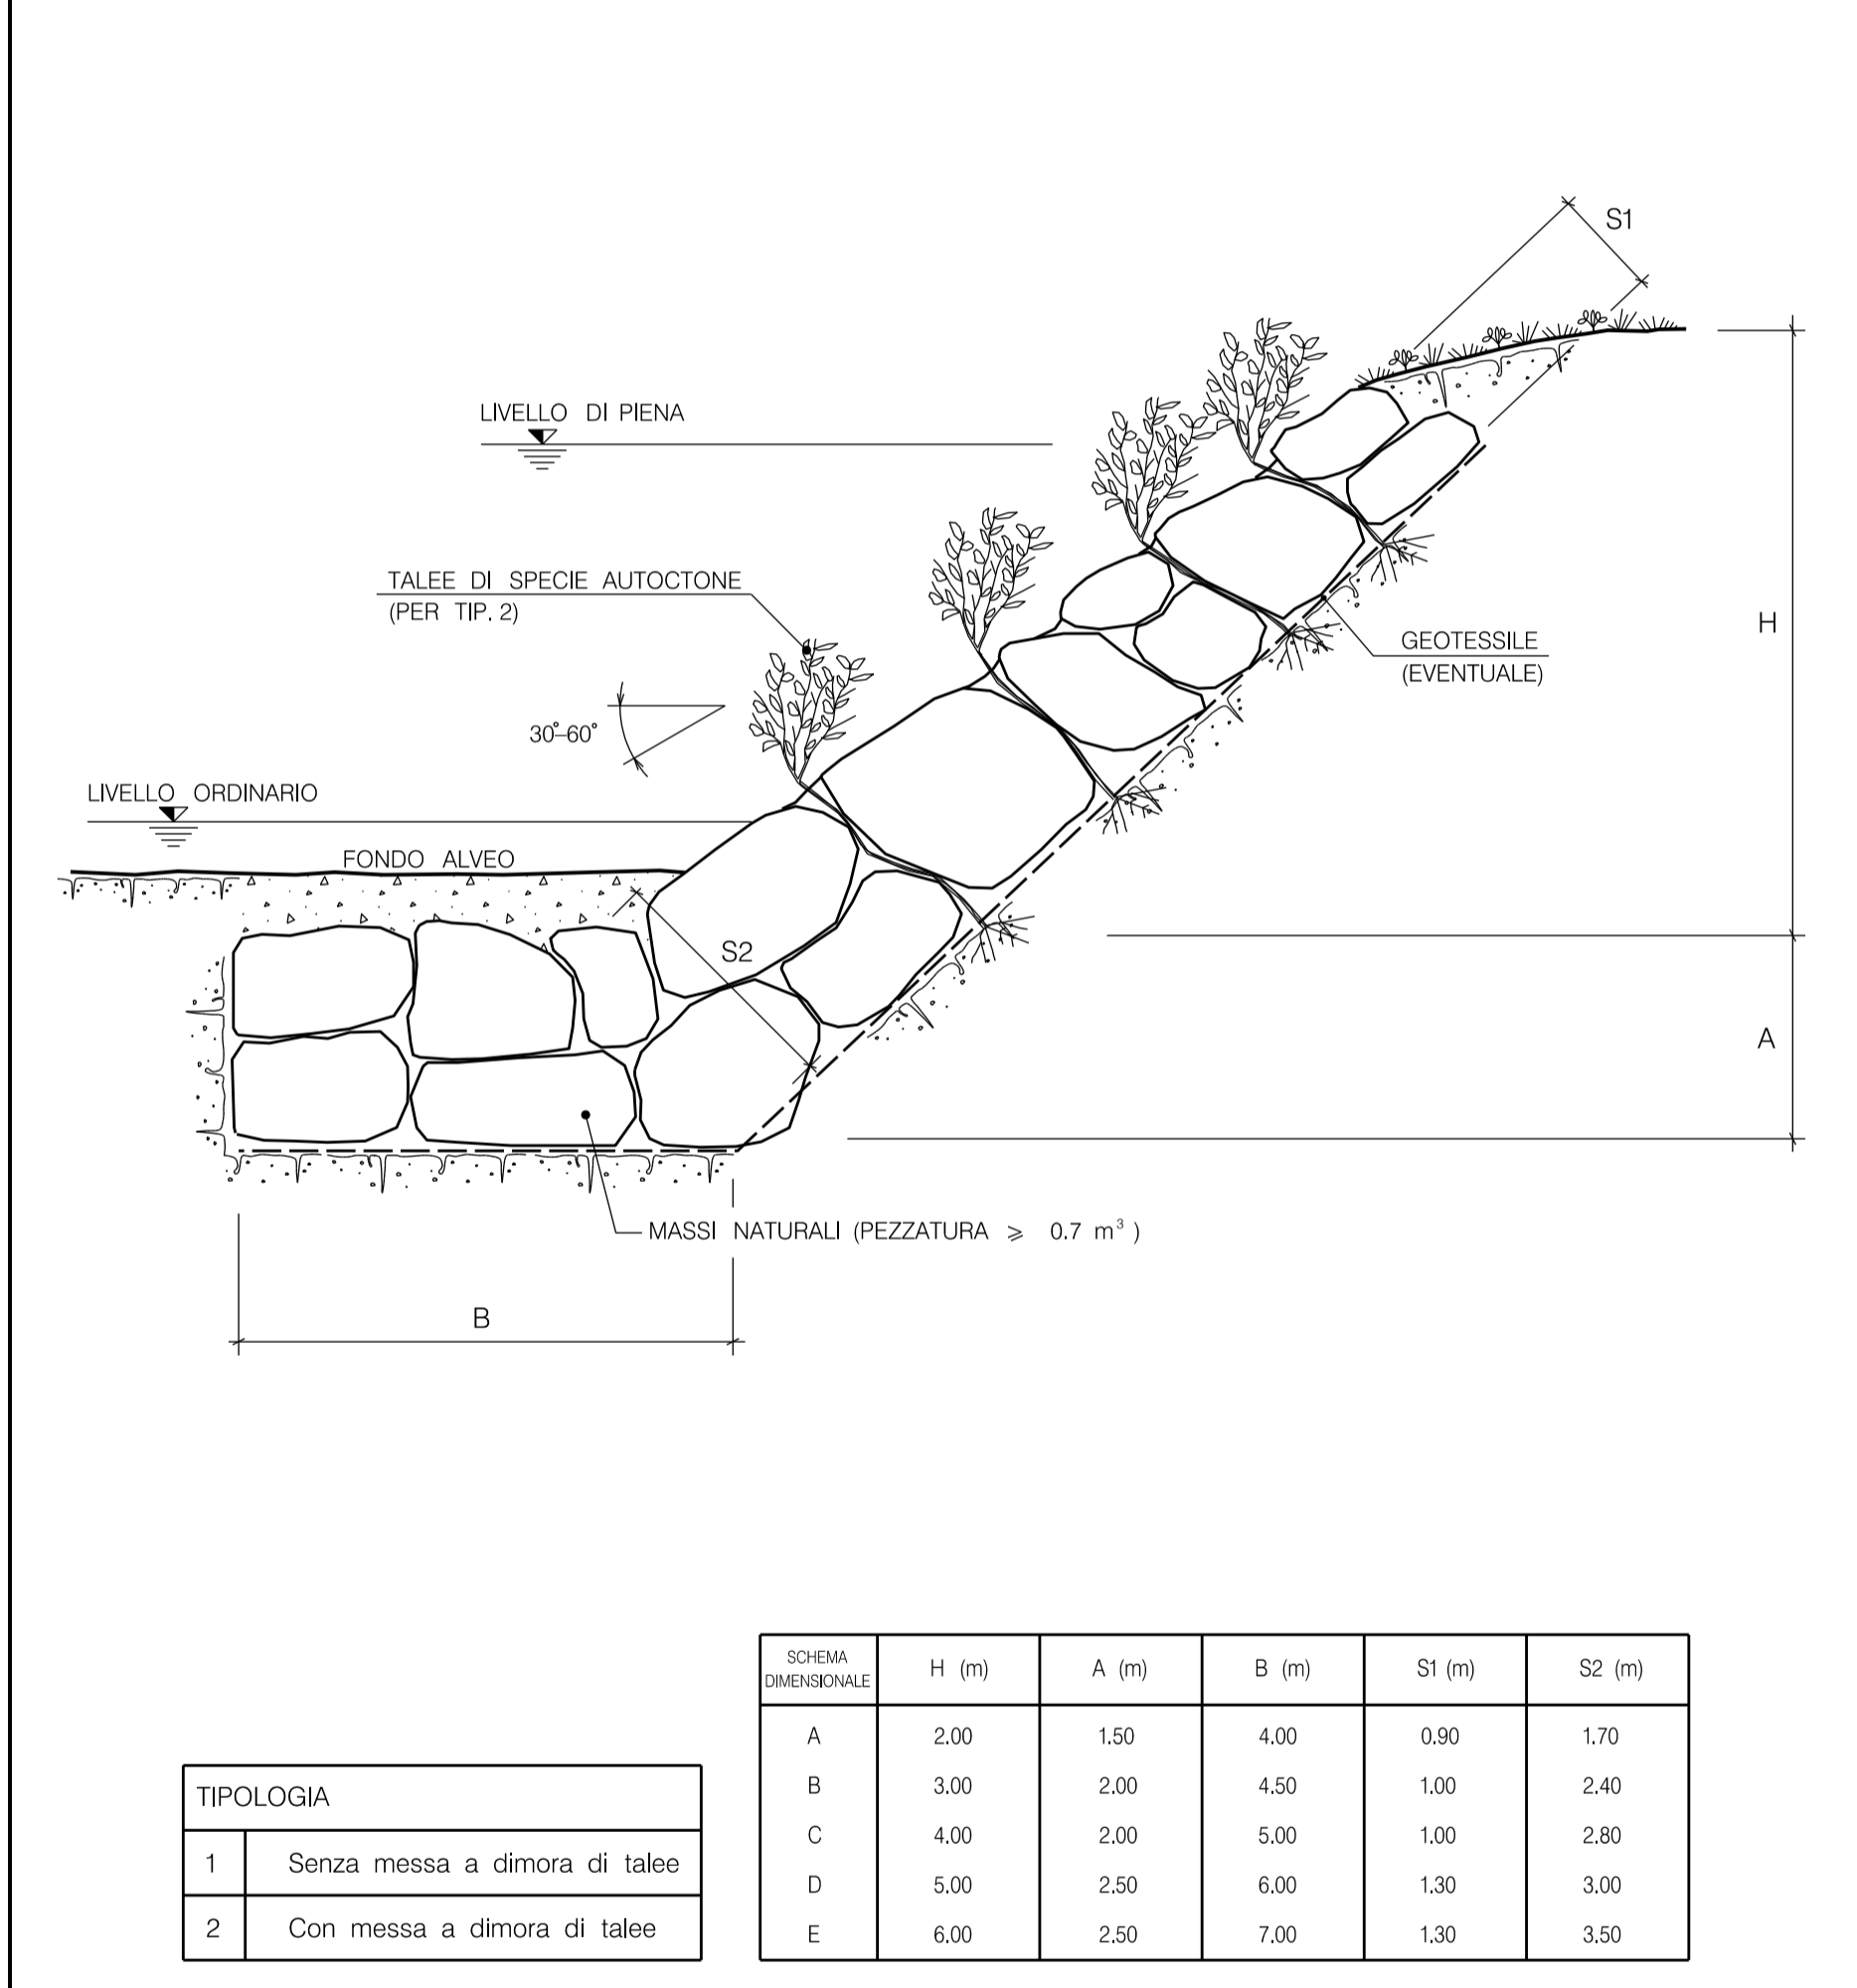 S1
LIVELLO DI PIENA
TALEE DI SPECIE AUTOCTONE
(PER TIP. 2)
H
GEOTESSILE
(EVENTUALE)
30°–60°
LIVELLO ORDINARIO
FONDO ALVEO
S2
A
MASSI NATURALI (PEZZATURA ⩾ 0.7 m³ )
B
TIPOLOGIA
1 Senza messa a dimora di talee
2 Con messa a dimora di talee
SCHEMA
DIMENSIONALE H (m) A (m) B (m) S1 (m) S2 (m)
A 2.00 1.50 4.00 0.90 1.70
B 3.00 2.00 4.50 1.00 2.40
C 4.00 2.00 5.00 1.00 2.80
D 5.00 2.50 6.00 1.30 3.00
E 6.00 2.50 7.00 1.30 3.50